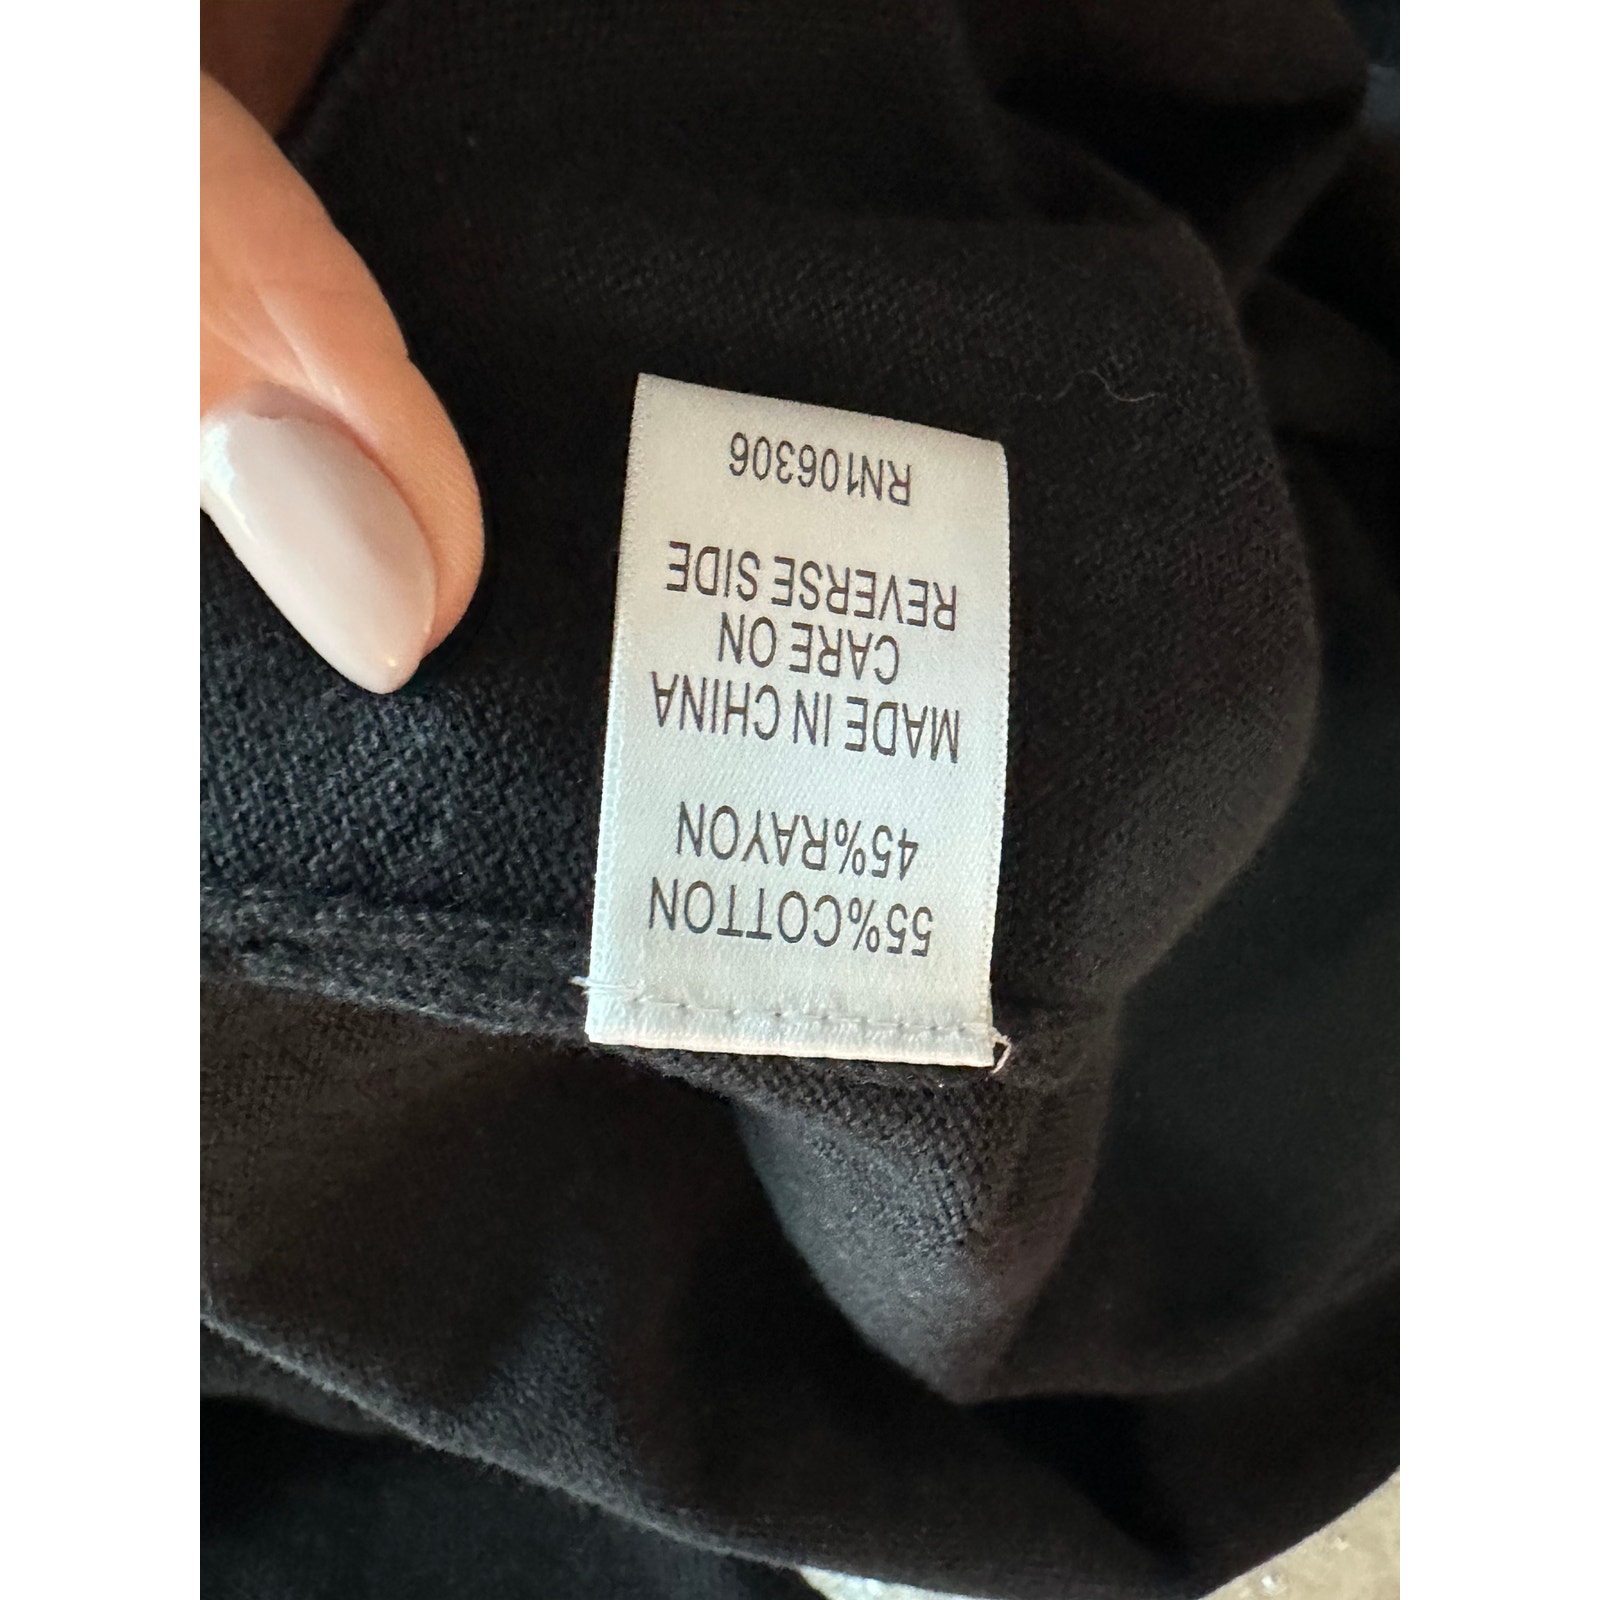 55%COTTON
45%RAYON
MADE IN CHINA
CARE ON
REVERSE SIDE
RN106306